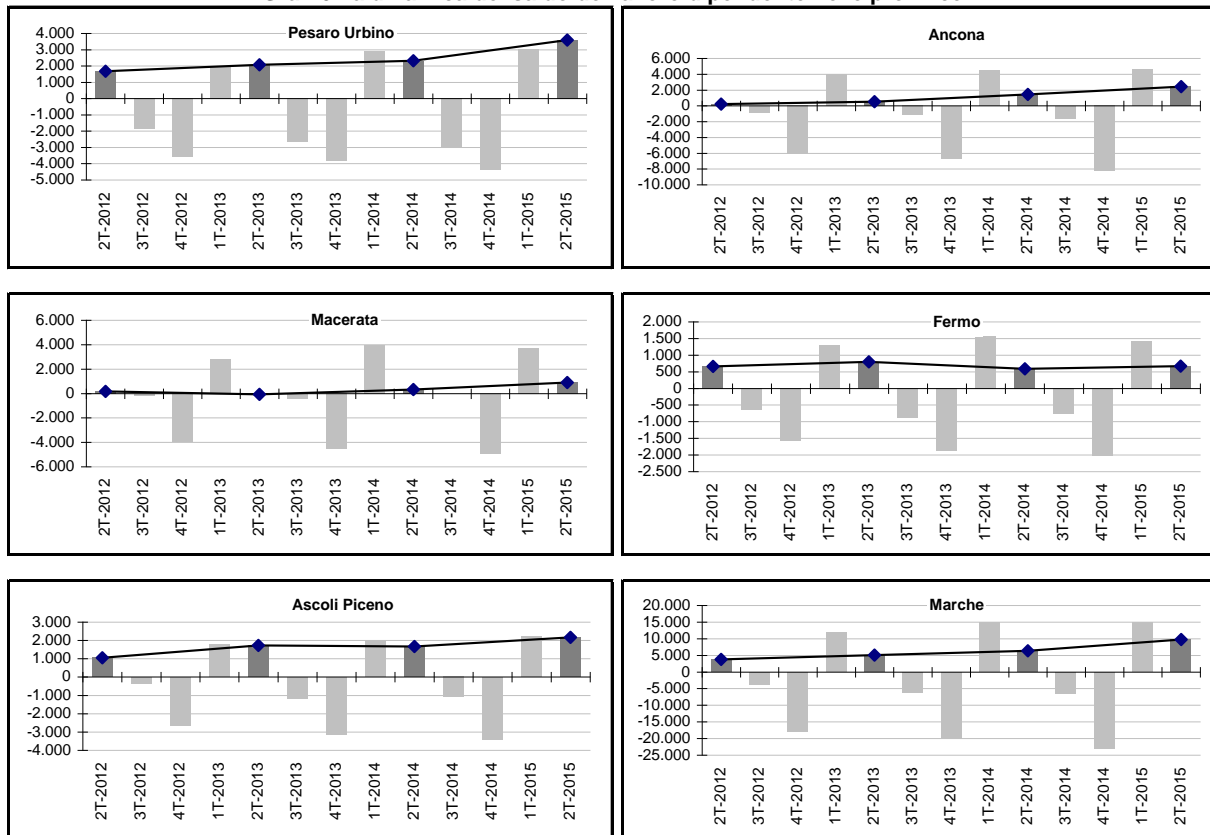 Pesaro Urbino
4.000
3.000
2.000
1.000
0
-1.000
-2.000
-3.000
-4.000
-5.000
2T-2012
3T-2012
4T-2012
1T-2013
2T-2013
3T-2013
4T-2013
1T-2014
2T-2014
3T-2014
4T-2014
1T-2015
2T-2015
Ancona
6.000
4.000
2.000
0
-2.000
-4.000
-6.000
-8.000
-10.000
2T-2012
3T-2012
4T-2012
1T-2013
2T-2013
3T-2013
4T-2013
1T-2014
2T-2014
3T-2014
4T-2014
1T-2015
2T-2015
Macerata
6.000
4.000
2.000
0
-2.000
-4.000
-6.000
2T-2012
3T-2012
4T-2012
1T-2013
2T-2013
3T-2013
4T-2013
1T-2014
2T-2014
3T-2014
4T-2014
1T-2015
2T-2015
Fermo
2.000
1.500
1.000
500
0
-500
-1.000
-1.500
-2.000
-2.500
2T-2012
3T-2012
4T-2012
1T-2013
2T-2013
3T-2013
4T-2013
1T-2014
2T-2014
3T-2014
4T-2014
1T-2015
2T-2015
Ascoli Piceno
3.000
2.000
1.000
0
-1.000
-2.000
-3.000
-4.000
2T-2012
3T-2012
4T-2012
1T-2013
2T-2013
3T-2013
4T-2013
1T-2014
2T-2014
3T-2014
4T-2014
1T-2015
2T-2015
Marche
20.000
15.000
10.000
5.000
0
-5.000
-10.000
-15.000
-20.000
-25.000
2T-2012
3T-2012
4T-2012
1T-2013
2T-2013
3T-2013
4T-2013
1T-2014
2T-2014
3T-2014
4T-2014
1T-2015
2T-2015